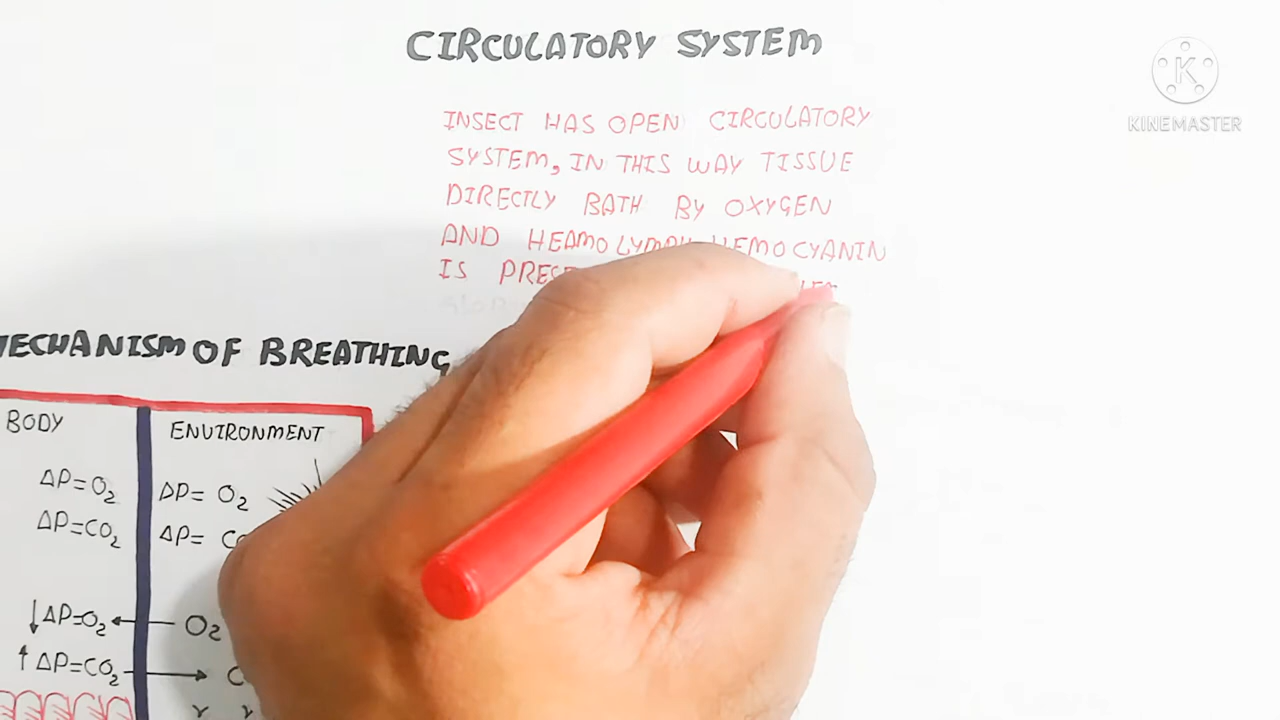 CIRCULATORY SYSTEM
KINEMASTER
INSECT HAS OPEN CIRCULATORY
SYSTEM, IN THIS WAY TISSUE
DIRECTLY BATH BY OXYGEN
AND HEAMOLYMPH HEMOCYANIN
IS
MECHANISM OF BREATHING
BODY
ENVIRONMENT
ΔP=O2
ΔP= O2
ΔP=CO2
ΔP=
↓ΔP=O2 ← O2
↑ΔP=CO2 →